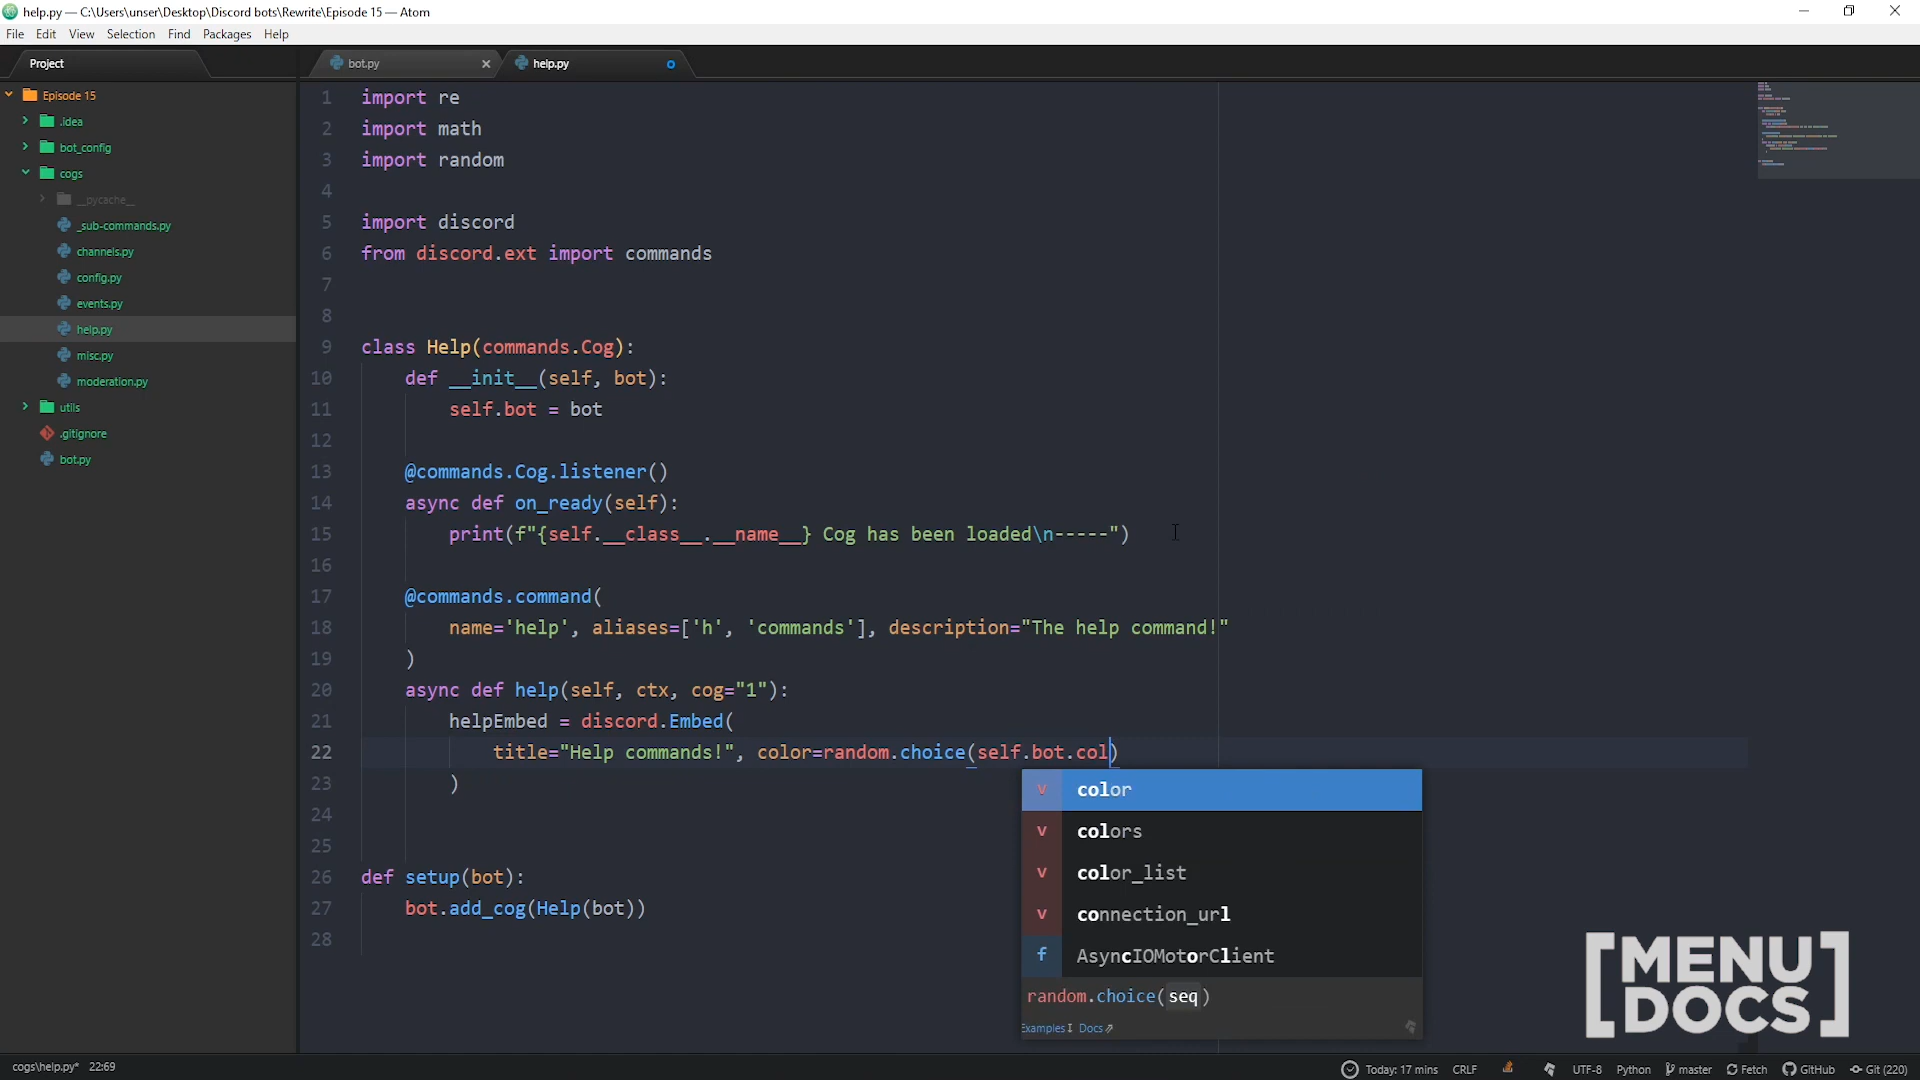 help.py — C:\Users\unser\Desktop\Discord bots\Rewrite\Episode 15 — Atom
File Edit View Selection Find Packages Help
Project
bot.py
help.py
Episode 15
.idea
bot_config
cogs
__pycache__
_sub-commands.py
channels.py
config.py
events.py
help.py
misc.py
moderation.py
utils
.gitignore
bot.py
1 import re
2 import math
3 import random
4
5 import discord
6 from discord.ext import commands
7
8
9 class Help(commands.Cog):
10 def __init__(self, bot):
11 self.bot = bot
12
13 @commands.Cog.listener()
14 async def on_ready(self):
15 print(f"{self.__class__.__name__} Cog has been loaded\n-----")
16
17 @commands.command(
18 name='help', aliases=['h', 'commands'], description="The help command!"
19 )
20 async def help(self, ctx, cog="1"):
21 helpEmbed = discord.Embed(
22 title="Help commands!", color=random.choice(self.bot.col)
23 )
24
25
26 def setup(bot):
27 bot.add_cog(Help(bot))
28
v color
v colors
v color_list
v connection_url
f AsyncIOMotorClient
random.choice(seq)
Examples Docs
[MENU
DOCS]
cogs\help.py* 22:69
Today: 17 mins CRLF UTF-8 Python master Fetch GitHub Git (220)